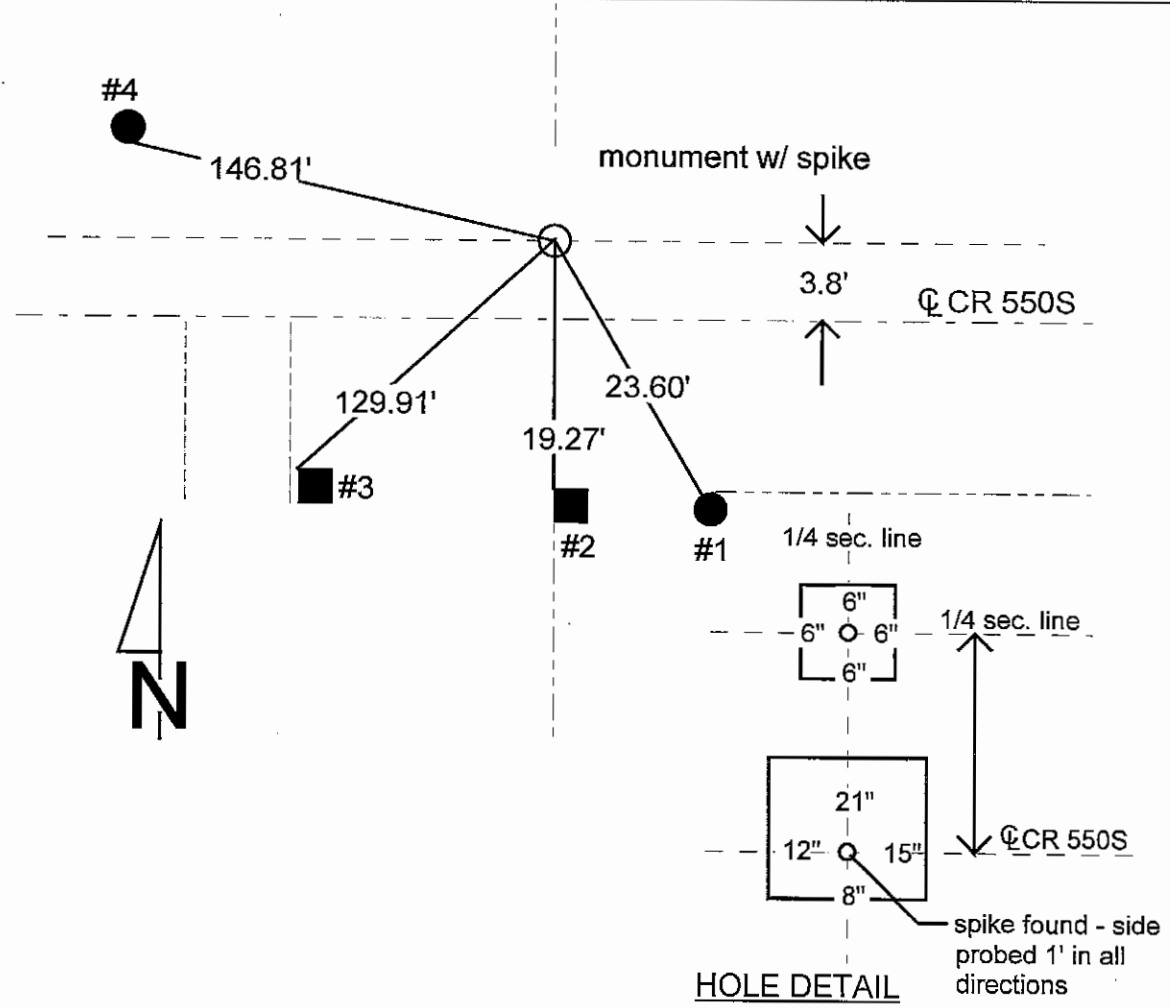 #4
146.81'
monument w/ spike
3.8'
℄ CR 550S
129.91'
23.60'
19.27'
#3
#2
#1
N
1/4 sec. line
6"
6" 6"
6"
1/4 sec. line
21"
12" 15"
8"
℄ CR 550S
spike found - side
probed 1' in all
directions
HOLE DETAIL